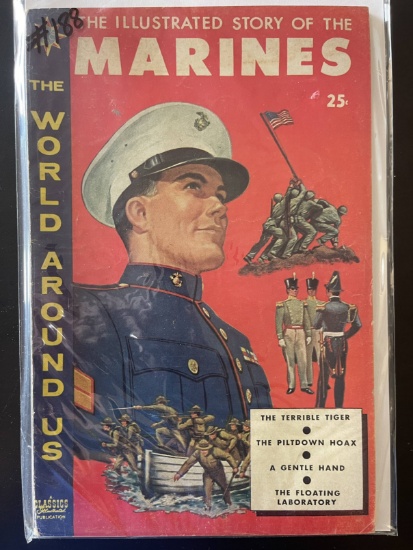 #188
THE ILLUSTRATED STORY OF THE
MARINES
25¢
THE WORLD AROUND US
THE TERRIBLE TIGER
THE PILTDOWN HOAX
A GENTLE HAND
THE FLOATING
LABORATORY
CLASSICS
Illustrated
PUBLICATION